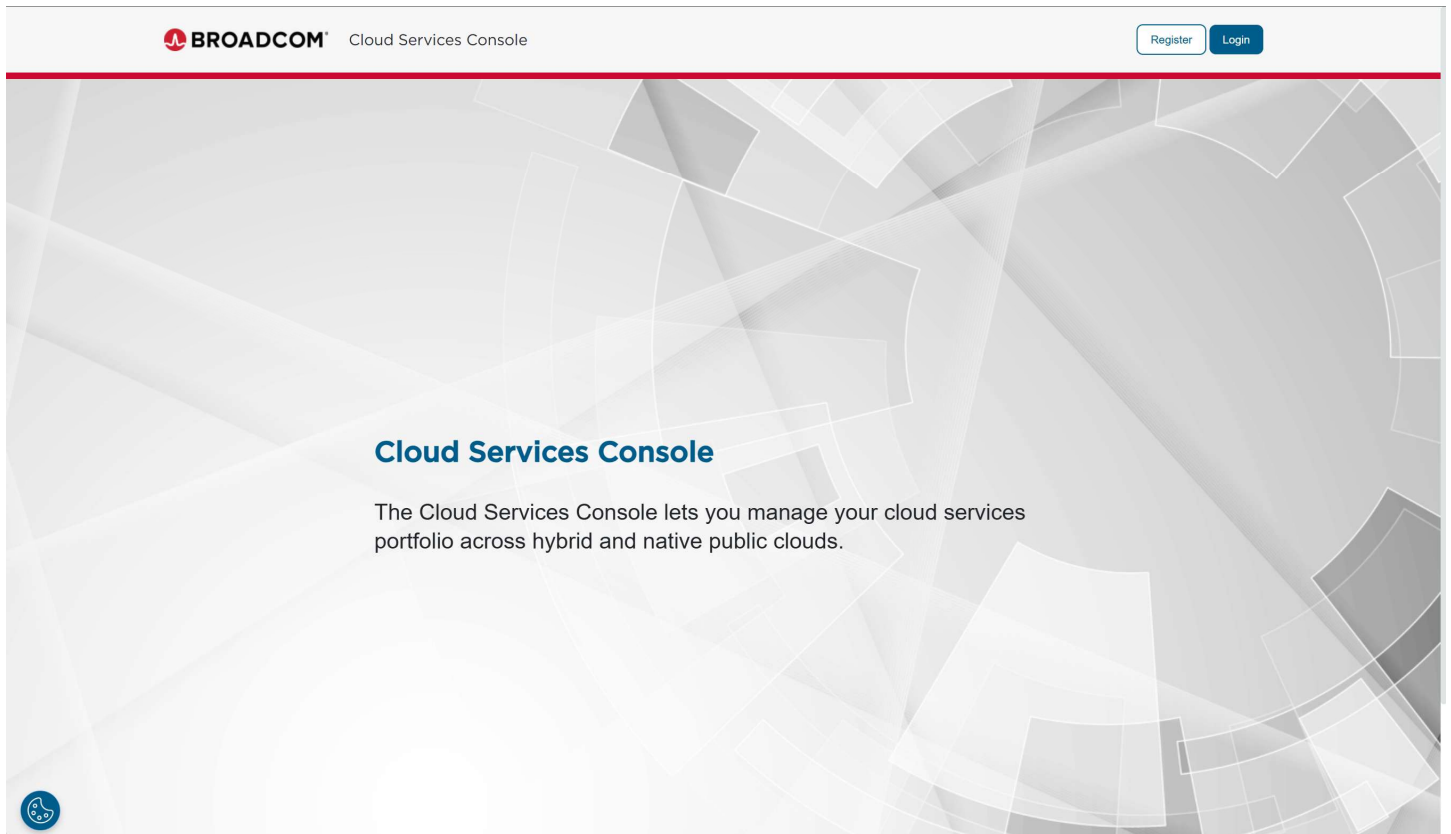 BROADCOM® Cloud Services Console Register Login
Cloud Services Console
The Cloud Services Console lets you manage your cloud services
portfolio across hybrid and native public clouds.